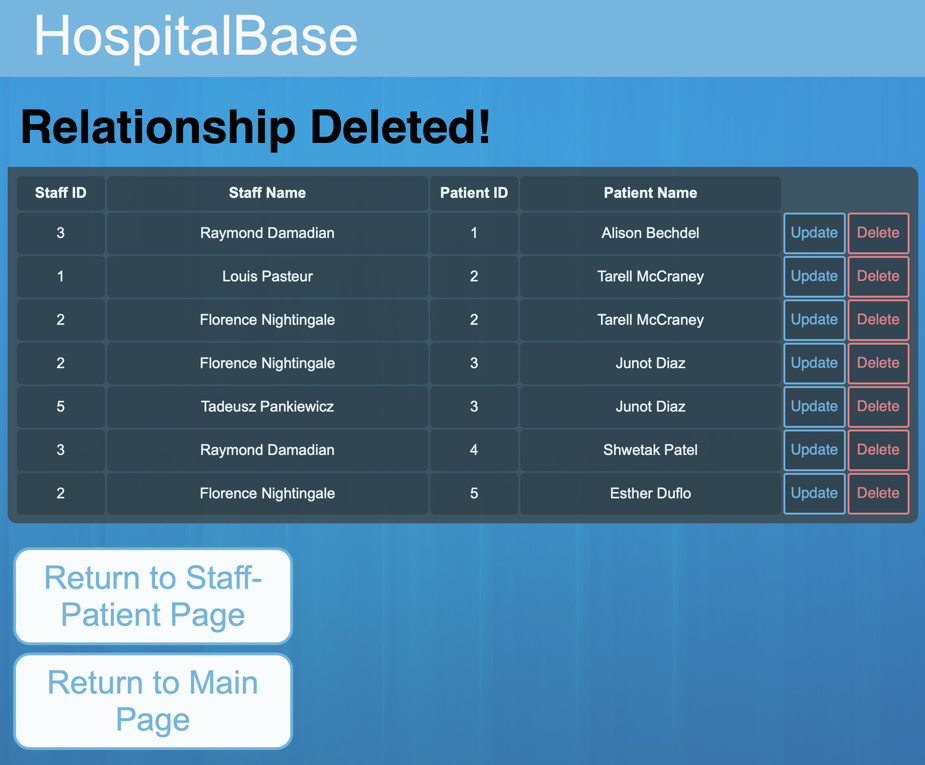 HospitalBase
Relationship Deleted!
Staff ID Staff Name Patient ID Patient Name
3 Raymond Damadian 1 Alison Bechdel Update Delete
1 Louis Pasteur 2 Tarell McCraney Update Delete
2 Florence Nightingale 2 Tarell McCraney Update Delete
2 Florence Nightingale 3 Junot Diaz Update Delete
5 Tadeusz Pankiewicz 3 Junot Diaz Update Delete
3 Raymond Damadian 4 Shwetak Patel Update Delete
2 Florence Nightingale 5 Esther Duflo Update Delete
Return to Staff-
Patient Page
Return to Main
Page